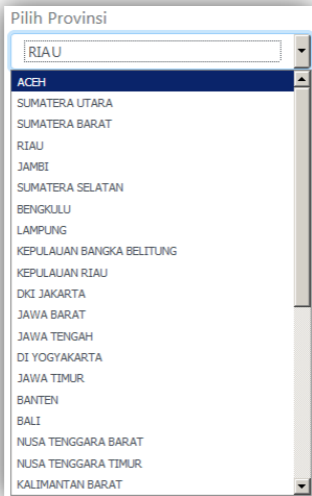 Pilih Provinsi
RIAU
ACEH
SUMATERA UTARA
SUMATERA BARAT
RIAU
JAMBI
SUMATERA SELATAN
BENGKULU
LAMPUNG
KEPULAUAN BANGKA BELITUNG
KEPULAUAN RIAU
DKI JAKARTA
JAWA BARAT
JAWA TENGAH
DI YOGYAKARTA
JAWA TIMUR
BANTEN
BALI
NUSA TENGGARA BARAT
NUSA TENGGARA TIMUR
KALIMANTAN BARAT